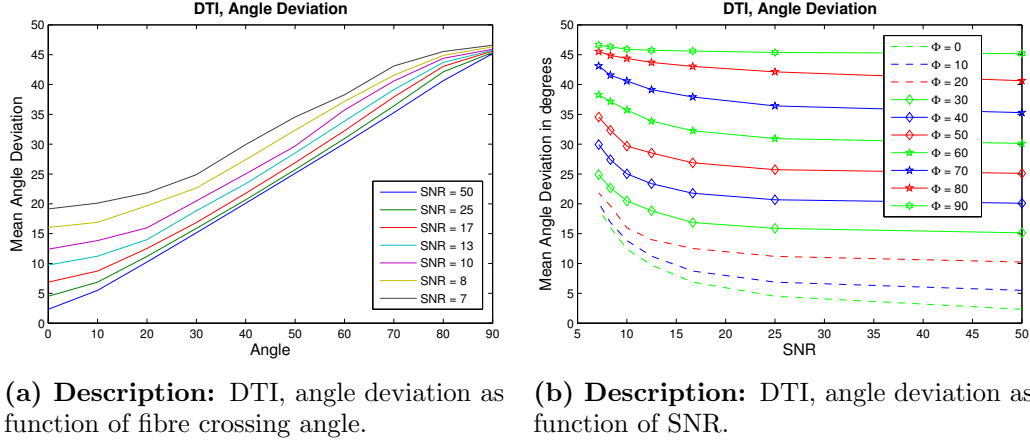 DTI, Angle Deviation
Mean Angle Deviation
50
45
40
35
30
25
20
15
10
5
0
0 10 20 30 40 50 60 70 80 90
Angle
SNR = 50
SNR = 25
SNR = 17
SNR = 13
SNR = 10
SNR = 8
SNR = 7
(a) Description: DTI, angle deviation as
function of fibre crossing angle.
DTI, Angle Deviation
Mean Angle Deviation in degrees
50
45
40
35
30
25
20
15
10
5
0
5 10 15 20 25 30 35 40 45 50
SNR
Φ = 0
Φ = 10
Φ = 20
Φ = 30
Φ = 40
Φ = 50
Φ = 60
Φ = 70
Φ = 80
Φ = 90
(b) Description: DTI, angle deviation as
function of SNR.